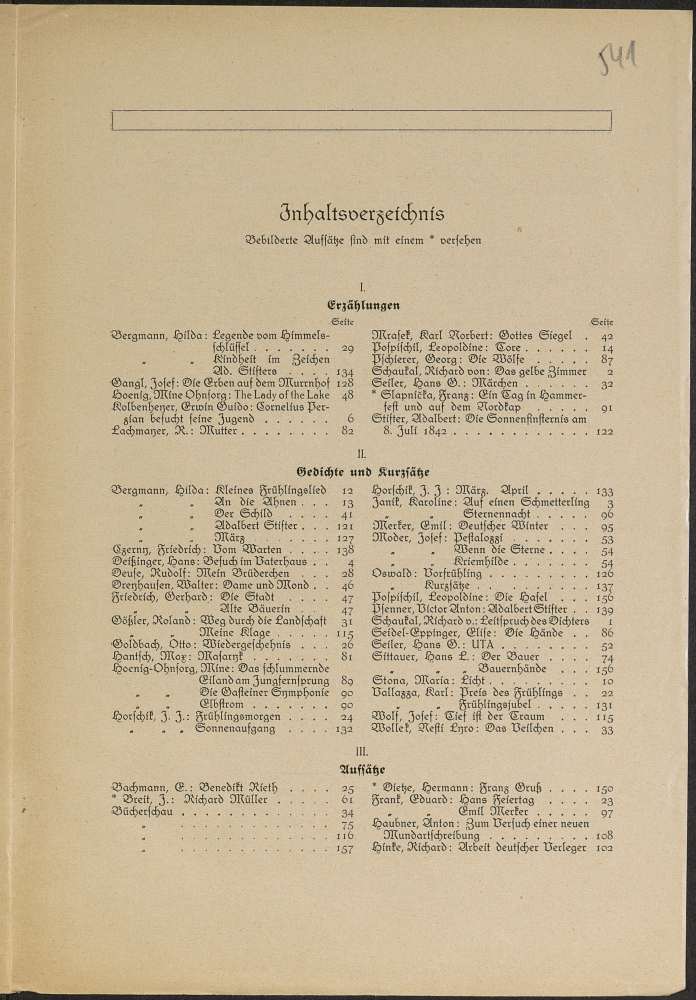 541
Inhaltsverzeichnis
Bebilderte Aufsätze sind mit einem * versehen
I.
Erzählungen
Seite
Bergmann, Hilda: Legende vom Himmels-
schlüssel . . . . . . . 29
„ „ Kindheit im Zeichen
Ad. Stifters . . . . 134
Gangl, Josef: Die Erben auf dem Murrnhof 128
Hoenig, Mine Ohnsorg: The Lady of the Lake 48
Kolbenheyer, Erwin Guido: Cornelius Per-
zian besucht seine Jugend . . . . . . 6
Lachmayer, R.: Mutter . . . . . . . . 82
Seite
Mrasek, Karl Norbert: Gottes Siegel . 42
Pospischil, Leopoldine: Tore . . . . . . 14
Pschierer, Georg: Die Wölfe . . . . . 87
Schaukal, Richard von: Das gelbe Zimmer 2
Seiler, Hans G.: Märchen . . . . . . 32
* Slapnička, Franz: Ein Tag in Hammer-
fest und auf dem Nordkap . . . . . 91
Stifter, Adalbert: Die Sonnenfinsternis am
8. Juli 1842 . . . . . . . . . . . . . 122
II.
Gedichte und Kurzsätze
Bergmann, Hilda: Kleines Frühlingslied 12
„ „ An die Ahnen . . . 13
„ „ Der Schild . . . . 41
„ „ Adalbert Stifter . . . 121
„ „ März . . . . . . 127
Czerny, Friedrich: Vom Warten . . . . 138
Deißinger, Hans: Besuch im Vaterhaus . . 4
Deuse, Rudolf: Mein Brüderchen . . . 28
Dreyhausen, Walter: Dame und Mond . . 46
Friedrich, Gerhard: Die Stadt . . . . 47
„ „ Alte Bäuerin . . . 47
Gößler, Roland: Weg durch die Landschaft 31
„ „ Meine Klage . . . . . 115
Goldbach, Otto: Wiedergeschehnis . . . 26
Hantsch, Max: Masaryk . . . . . . . 81
Hoenig-Ohnsorg, Mine: Das schlummernde
Eiland am Jungfernsprung 89
„ „ Die Gasteiner Symphonie 90
„ „ Elbstrom . . . . . . . 90
Horschik, J. J.: Frühlingsmorgen . . . . 24
„ „ „ Sonnenaufgang . . . . 132
Horschik, J. J: März. April . . . . . 133
Janik, Karoline: Auf einen Schmetterling 3
„ „ Sternennacht . . . . . 96
Merker, Emil: Deutscher Winter . . . 95
Moder, Josef: Pestalozzi . . . . . . . 53
„ „ Wenn die Sterne . . . . 54
„ „ Kriemhilde . . . . . . 54
Oswald: Vorfrühling . . . . . . . . . 126
„ Kurzsätze . . . . . . . . . . 137
Pospischil, Leopoldine: Die Hasel . . . 156
Pfenner, Victor Anton: Adalbert Stifter . . 139
Schaukal, Richard v.: Leitspruch des Dichters 1
Seidel-Eppinger, Elise: Die Hände . . 86
Seiler, Hans G.: UTA . . . . . . . . 52
Sittauer, Hans L.: Der Bauer . . . . 74
„ „ „ Bauernhände . . . 156
Stona, Maria: Licht . . . . . . . . . 10
Vallazza, Karl: Preis des Frühlings . . 22
„ „ Frühlingsjubel . . . . . 131
Wolf, Josef: Tief ist der Traum . . . 115
Wollek, Nesti Lyro: Das Veilchen . . . 33
III.
Aufsätze
Bachmann, E.: Benedikt Rieth . . . . 25
* Breit, J.: Richard Müller . . . . . 61
Bücherschau . . . . . . . . . . . . . 34
„ . . . . . . . . . . . . . 75
„ . . . . . . . . . . . . . 116
„ . . . . . . . . . . . . . 157
* Dietze, Hermann: Franz Gruß . . . . 150
Frank, Eduard: Hans Feiertag . . . . 23
„ „ Emil Merker . . . . . 97
Haubner, Anton: Zum Versuch einer neuen
Mundartschreibung . . . . . . . . . 108
Hinke, Richard: Arbeit deutscher Verleger 102